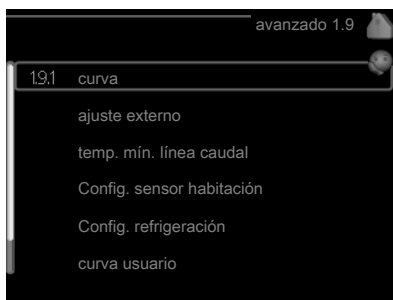 avanzado 1.9
1.9.1 curva
ajuste externo
temp. mín. línea caudal
Config. sensor habitación
Config. refrigeración
curva usuario